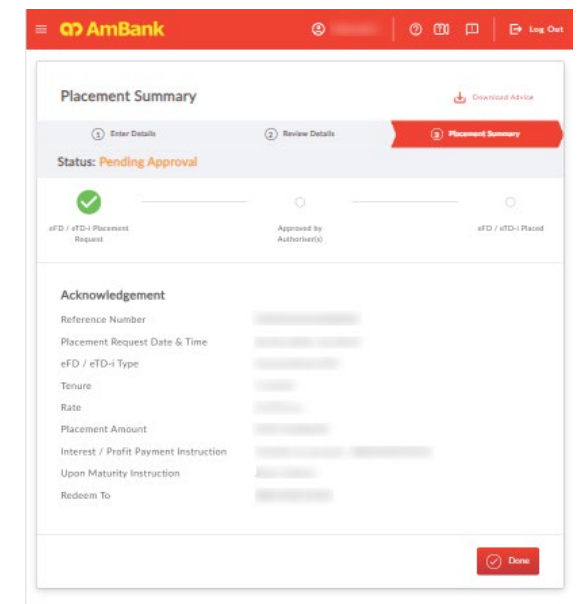 AmBank
Log Out
Placement Summary
Download Advice
1 Enter Details
2 Review Details
3 Placement Summary
Status: Pending Approval
eFD / eTD-i Placement
Request
Approved by
Authoriser(s)
eFD / eTD-i Placed
Acknowledgement
Reference Number
Placement Request Date & Time
eFD / eTD-i Type
Tenure
Rate
Placement Amount
Interest / Profit Payment Instruction
Upon Maturity Instruction
Redeem To
Done